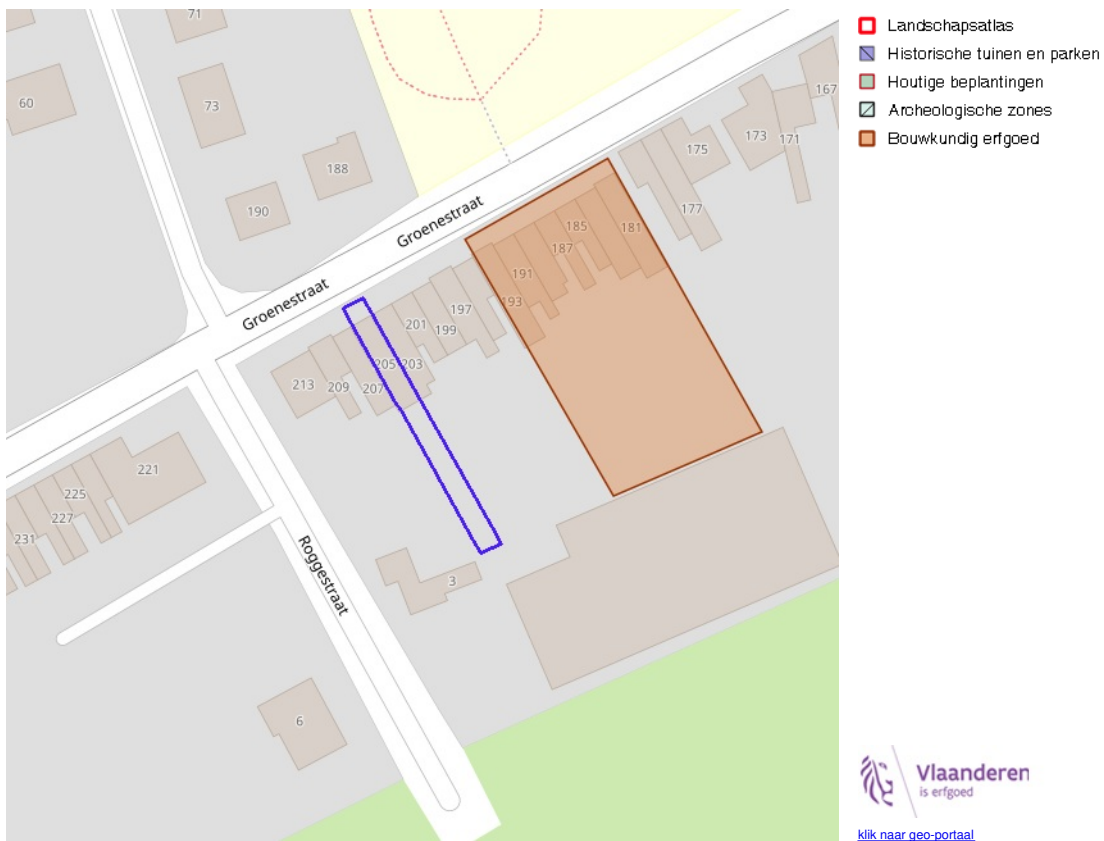 71
60
73
188
190
Groenestraat
Groenestraat
167
175
173
171
177
185
181
187
191
193
197
201
199
205
203
213
209
207
221
225
227
231
Roggestraat
3
6
Landschapsatlas
Historische tuinen en parken
Houtige beplantingen
Archeologische zones
Bouwkundig erfgoed
Vlaanderen
is erfgoed
klik naar geo-portaal